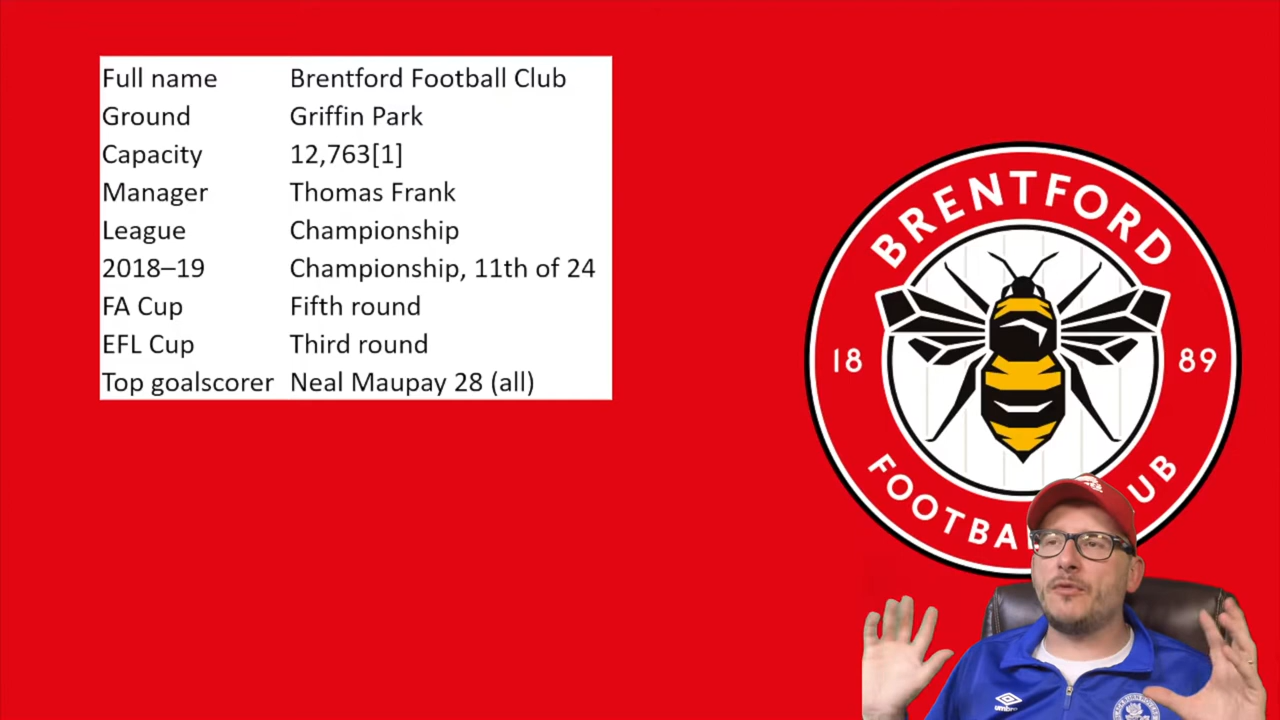 Full name Brentford Football Club
Ground Griffin Park
Capacity 12,763[1]
Manager Thomas Frank
League Championship
2018–19 Championship, 11th of 24
FA Cup Fifth round
EFL Cup Third round
Top goalscorer Neal Maupay 28 (all)
BRENTFORD
18 89
FOOTBA UB
umbro